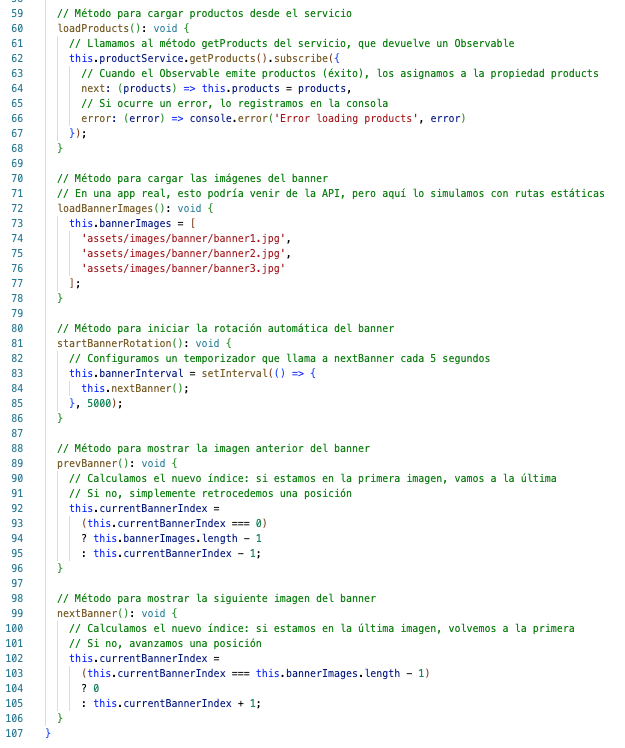 59 // Método para cargar productos desde el servicio
60 loadProducts(): void {
61 // Llamamos al método getProducts del servicio, que devuelve un Observable
62 this.productService.getProducts().subscribe({
63 // Cuando el Observable emite productos (éxito), los asignamos a la propiedad products
64 next: (products) => this.products = products,
65 // Si ocurre un error, lo registramos en la consola
66 error: (error) => console.error('Error loading products', error)
67 });
68 }
69
70 // Método para cargar las imágenes del banner
71 // En una app real, esto podría venir de la API, pero aquí lo simulamos con rutas estáticas
72 loadBannerImages(): void {
73 this.bannerImages = [
74 'assets/images/banner/banner1.jpg',
75 'assets/images/banner/banner2.jpg',
76 'assets/images/banner/banner3.jpg'
77 ];
78 }
79
80 // Método para iniciar la rotación automática del banner
81 startBannerRotation(): void {
82 // Configuramos un temporizador que llama a nextBanner cada 5 segundos
83 this.bannerInterval = setInterval(() => {
84 this.nextBanner();
85 }, 5000);
86 }
87
88 // Método para mostrar la imagen anterior del banner
89 prevBanner(): void {
90 // Calculamos el nuevo índice: si estamos en la primera imagen, vamos a la última
91 // Si no, simplemente retrocedemos una posición
92 this.currentBannerIndex =
93 (this.currentBannerIndex === 0)
94 ? this.bannerImages.length - 1
95 : this.currentBannerIndex - 1;
96 }
97
98 // Método para mostrar la siguiente imagen del banner
99 nextBanner(): void {
100 // Calculamos el nuevo índice: si estamos en la última imagen, volvemos a la primera
101 // Si no, avanzamos una posición
102 this.currentBannerIndex =
103 (this.currentBannerIndex === this.bannerImages.length - 1)
104 ? 0
105 : this.currentBannerIndex + 1;
106 }
107 }